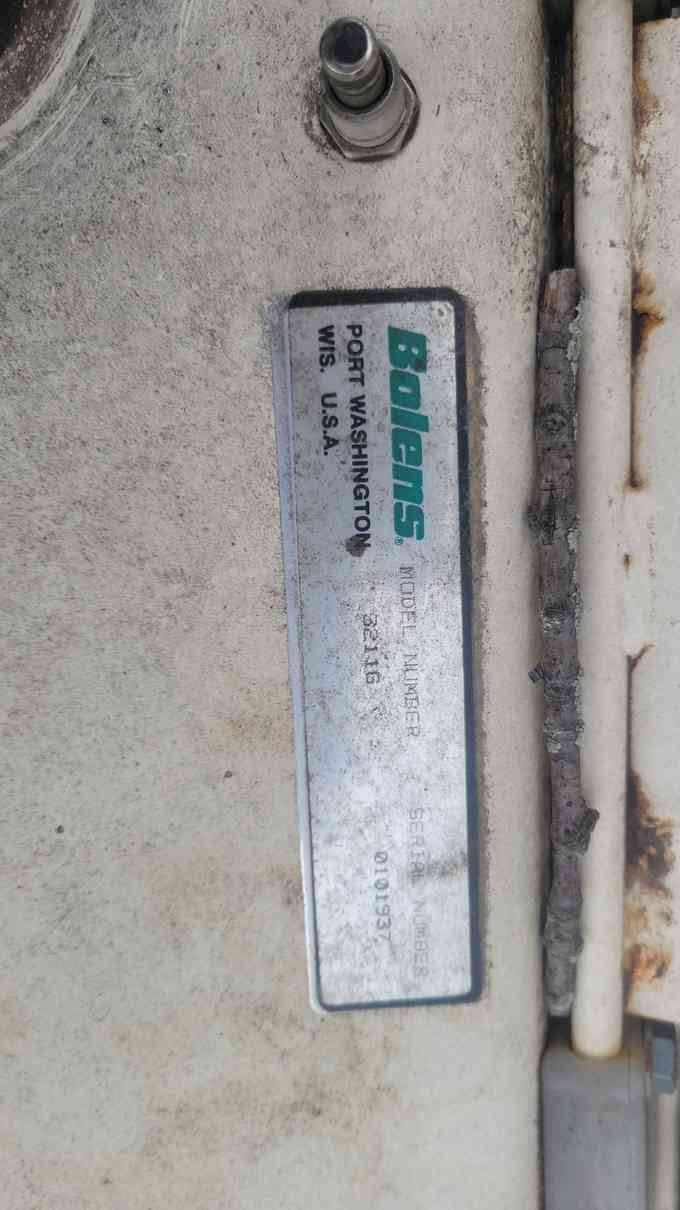 Bolens®
PORT WASHINGTON
WIS. U.S.A.
MODEL NUMBER
32116
SERIAL NUMBER
0101937